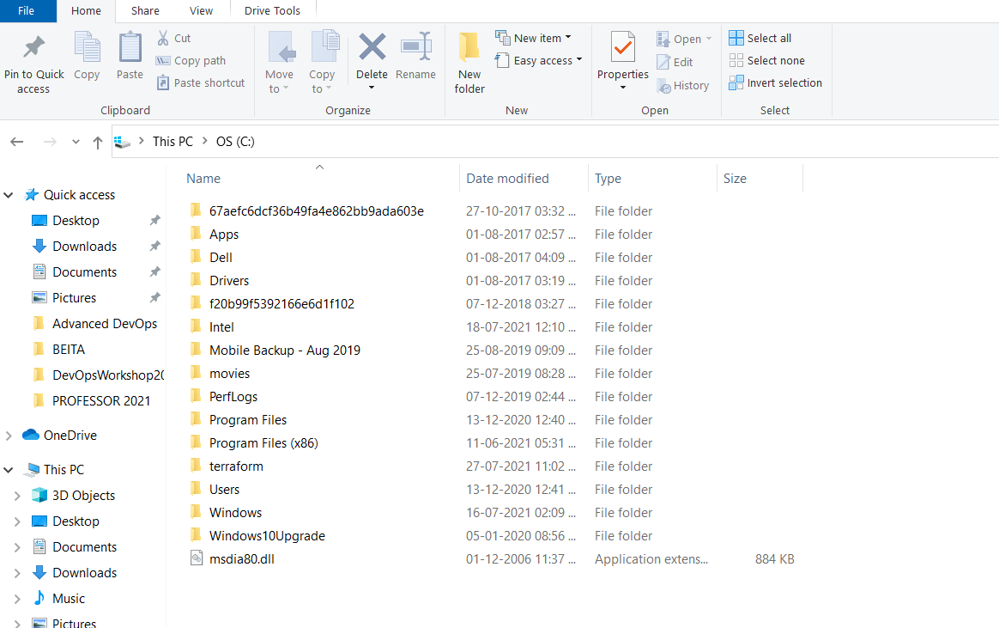 File Home Share View Drive Tools
Pin to Quick access
Copy
Paste
Cut
Copy path
Paste shortcut
Clipboard
Move to
Copy to
Delete
Rename
Organize
New folder
New item
Easy access
New
Properties
Open
Edit
History
Open
Select all
Select none
Invert selection
Select
This PC > OS (C:)
Name Date modified Type Size
Quick access
Desktop
Downloads
Documents
Pictures
Advanced DevOps
BEITA
DevOpsWorkshop20
PROFESSOR 2021
OneDrive
This PC
3D Objects
Desktop
Documents
Downloads
Music
Pictures
67aefc6dcf36b49fa4e862bb9ada603e 27-10-2017 03:32 ... File folder
Apps 01-08-2017 02:57 ... File folder
Dell 01-08-2017 04:09 ... File folder
Drivers 01-08-2017 03:19 ... File folder
f20b99f5392166e6d1f102 07-12-2018 03:27 ... File folder
Intel 18-07-2021 12:10 ... File folder
Mobile Backup - Aug 2019 25-08-2019 09:09 ... File folder
movies 25-07-2019 08:28 ... File folder
PerfLogs 07-12-2019 02:44 ... File folder
Program Files 13-12-2020 12:40 ... File folder
Program Files (x86) 11-06-2021 05:31 ... File folder
terraform 27-07-2021 11:02 ... File folder
Users 13-12-2020 12:41 ... File folder
Windows 16-07-2021 02:09 ... File folder
Windows10Upgrade 05-01-2020 08:56 ... File folder
msdia80.dll 01-12-2006 11:37 ... Application extens... 884 KB